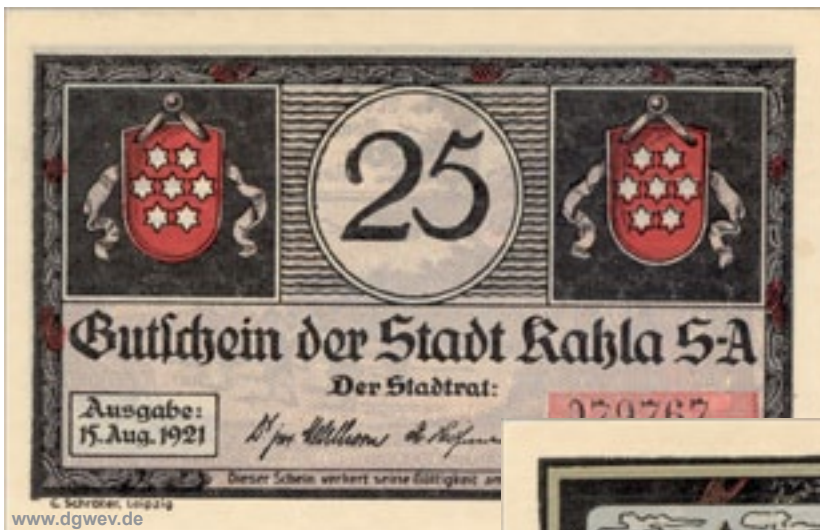 25
Gutschein der Stadt Kahla S-A
Der Stadtrat:
Ausgabe:
15. Aug. 1921
Dieser Schein verliert seine Gültigkeit am
C. Schröter, Leipzig
www.dgwev.de